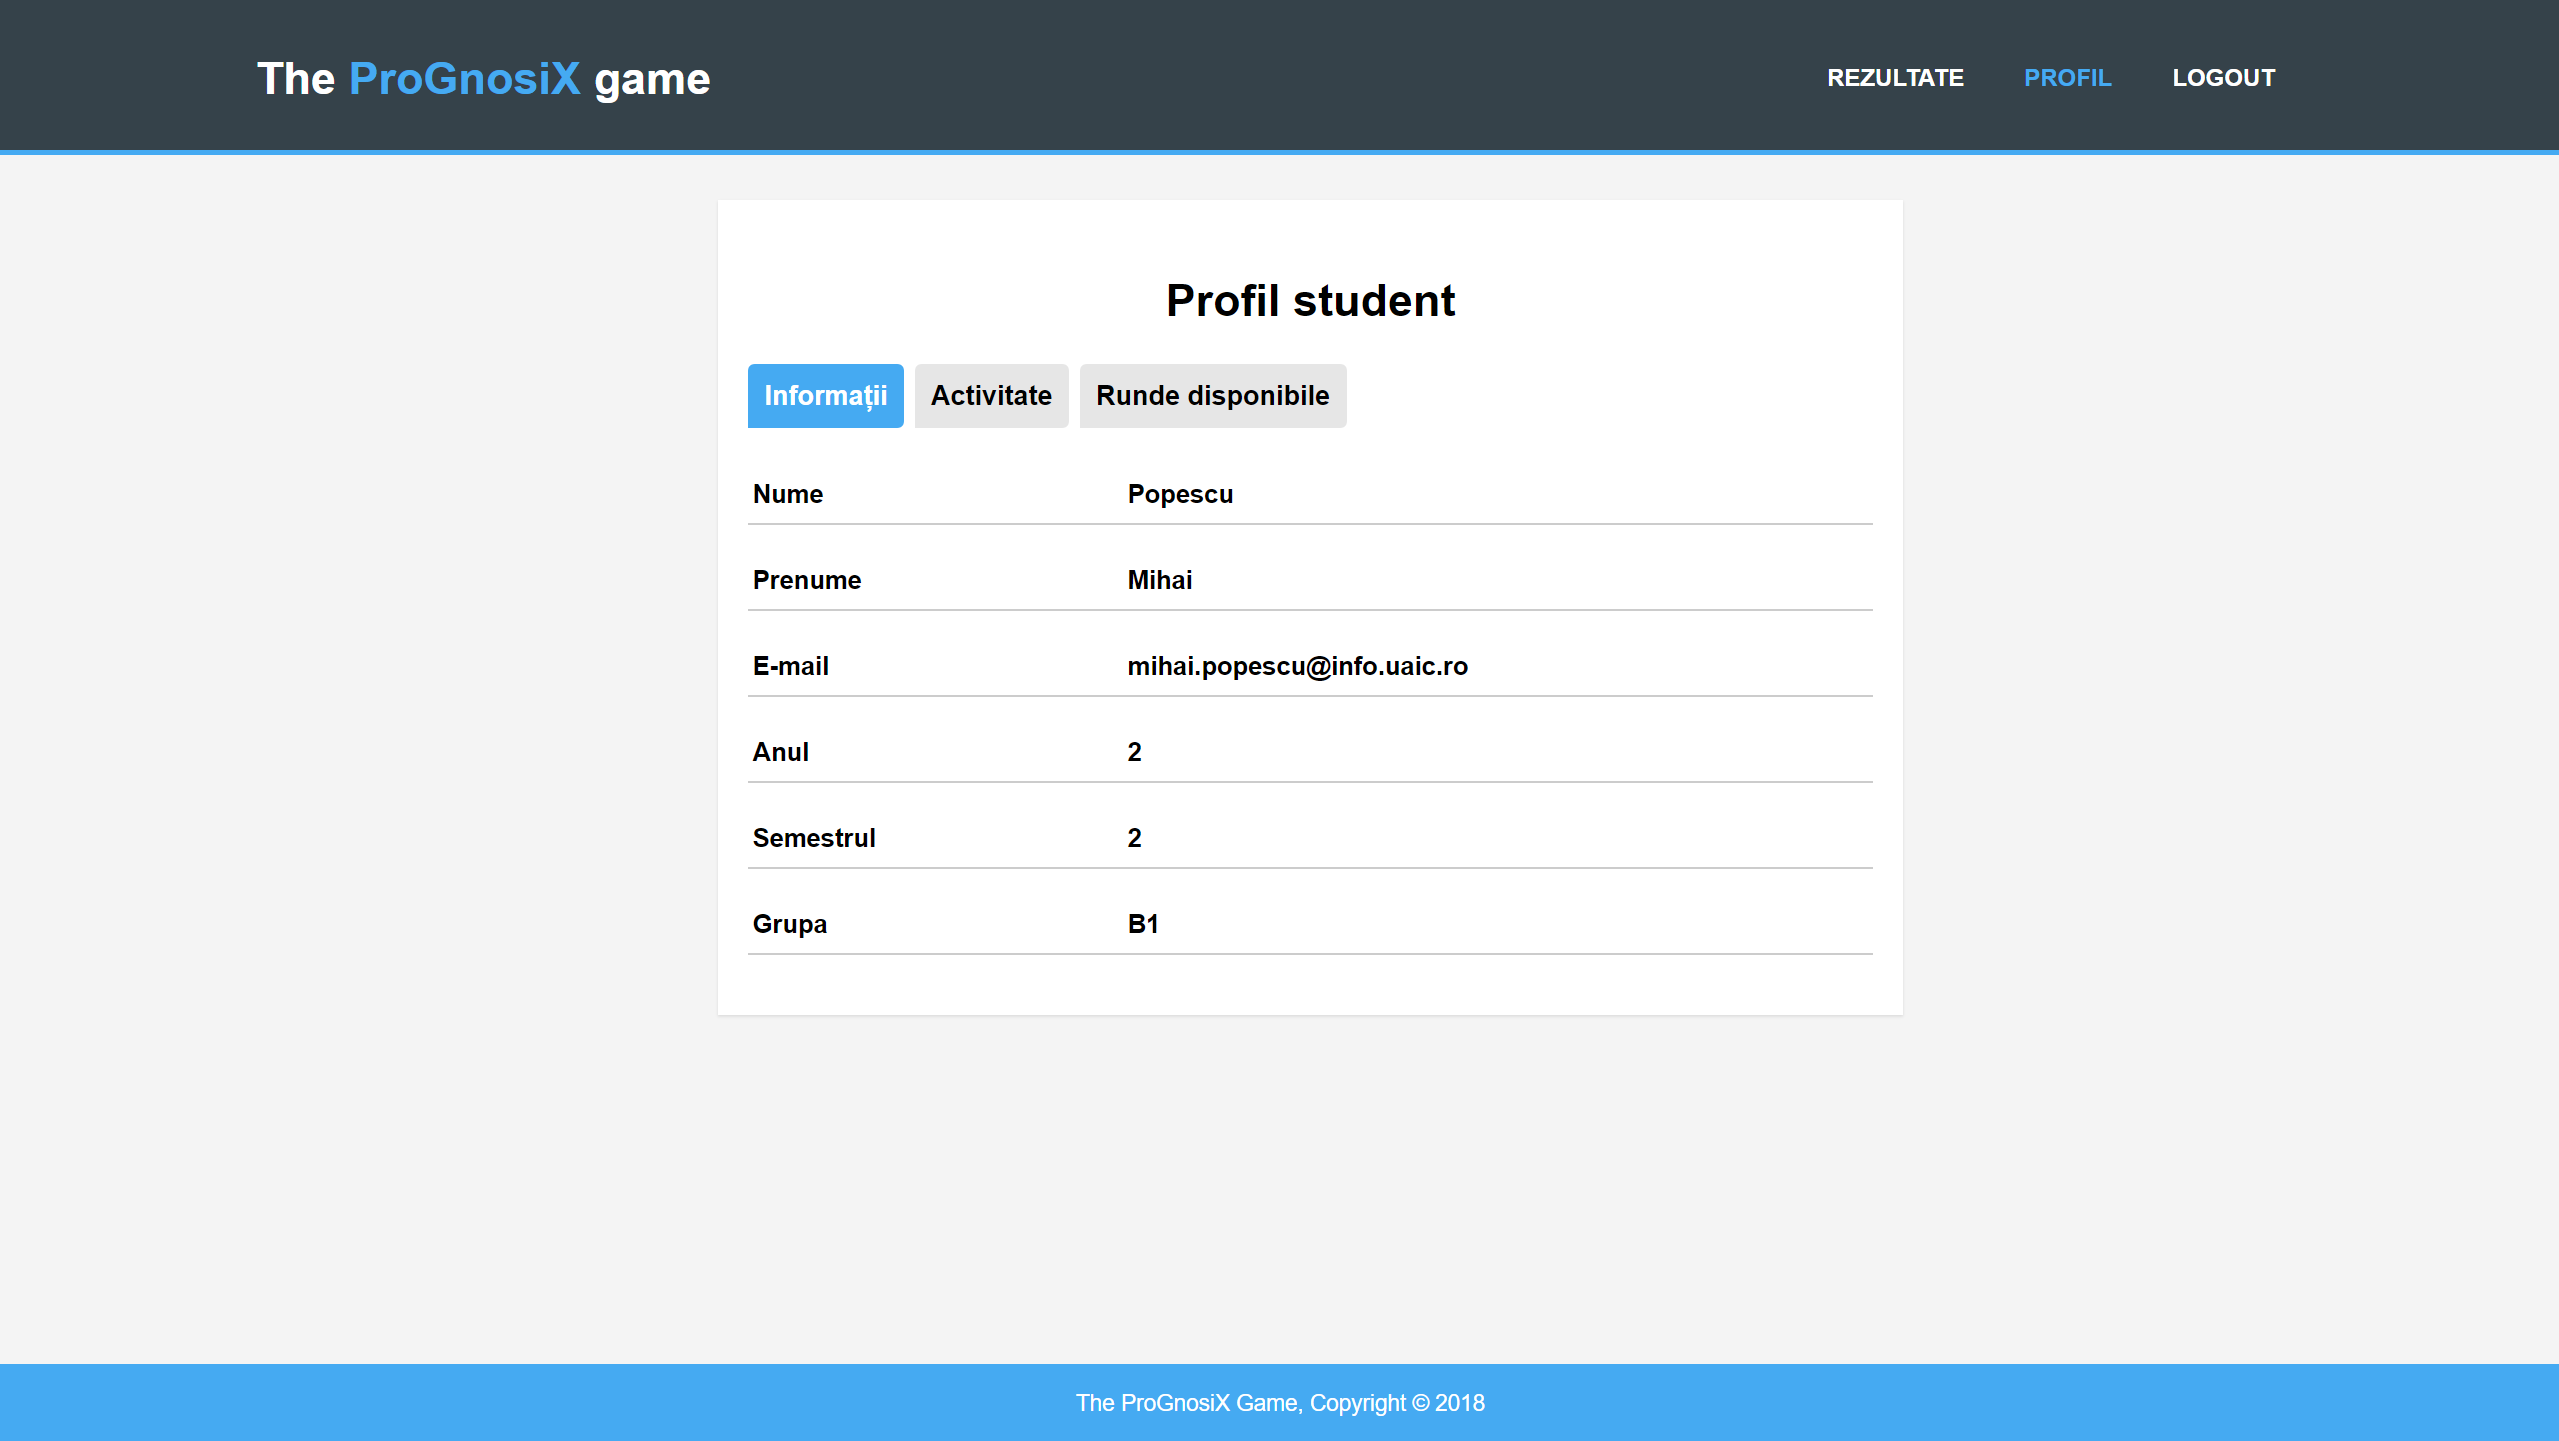 The ProGnosiX game
REZULTATE PROFIL LOGOUT
Profil student
Informații Activitate Runde disponibile
Nume Popescu
Prenume Mihai
E-mail mihai.popescu@info.uaic.ro
Anul 2
Semestrul 2
Grupa B1
The ProGnosiX Game, Copyright © 2018